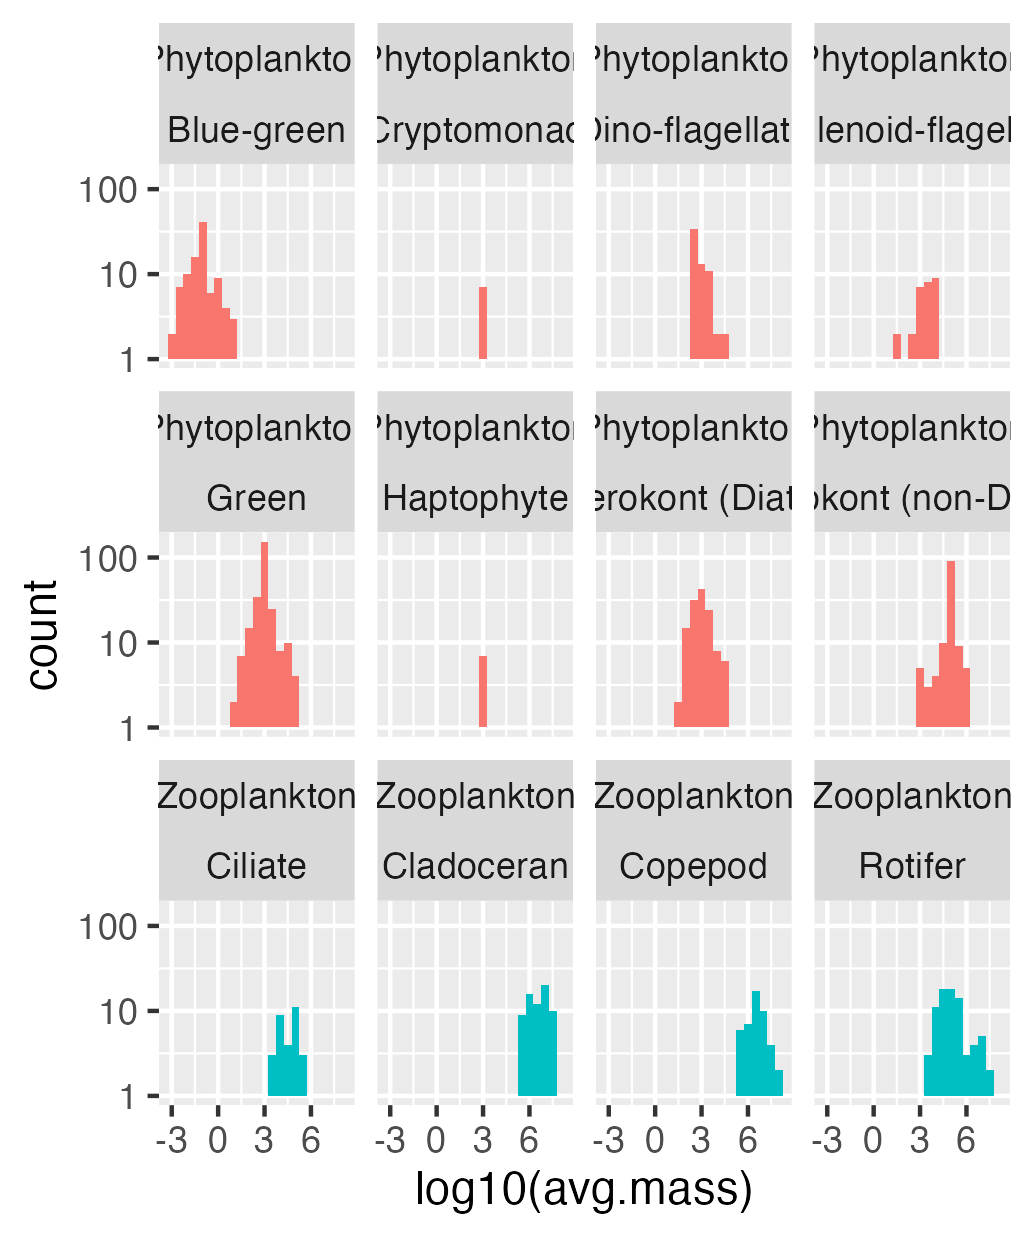 Phytoplankto Phytoplankton Phytoplankto Phytoplankton
Blue-green Cryptomonad Dino-flagellat lenoid-flagel
100
10
1
Phytoplankto Phytoplankton Phytoplankto Phytoplankton
Green Haptophyte erokont (Diat okont (non-D
100
10
1
count
Zooplankton Zooplankton Zooplankton Zooplankton
Ciliate Cladoceran Copepod Rotifer
100
10
1
-3 0 3 6 -3 0 3 6 -3 0 3 6 -3 0 3 6
log10(avg.mass)